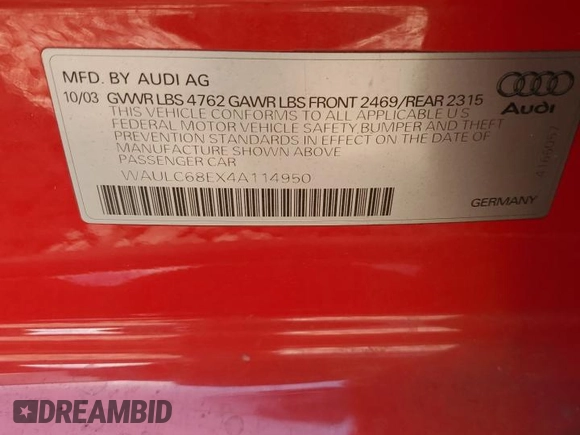 MFD. BY AUDI AG
10/03 GVWR LBS 4762 GAWR LBS FRONT 2469/REAR 2315
THIS VEHICLE CONFORMS TO ALL APPLICABLE U S
FEDERAL MOTOR VEHICLE SAFETY BUMPER AND THEFT
PREVENTION STANDARDS IN EFFECT ON THE DATE OF
MANUFACTURE SHOWN ABOVE
PASSENGER CAR
WAULC68EX4A114950
Audi
GERMANY
DREAMBID